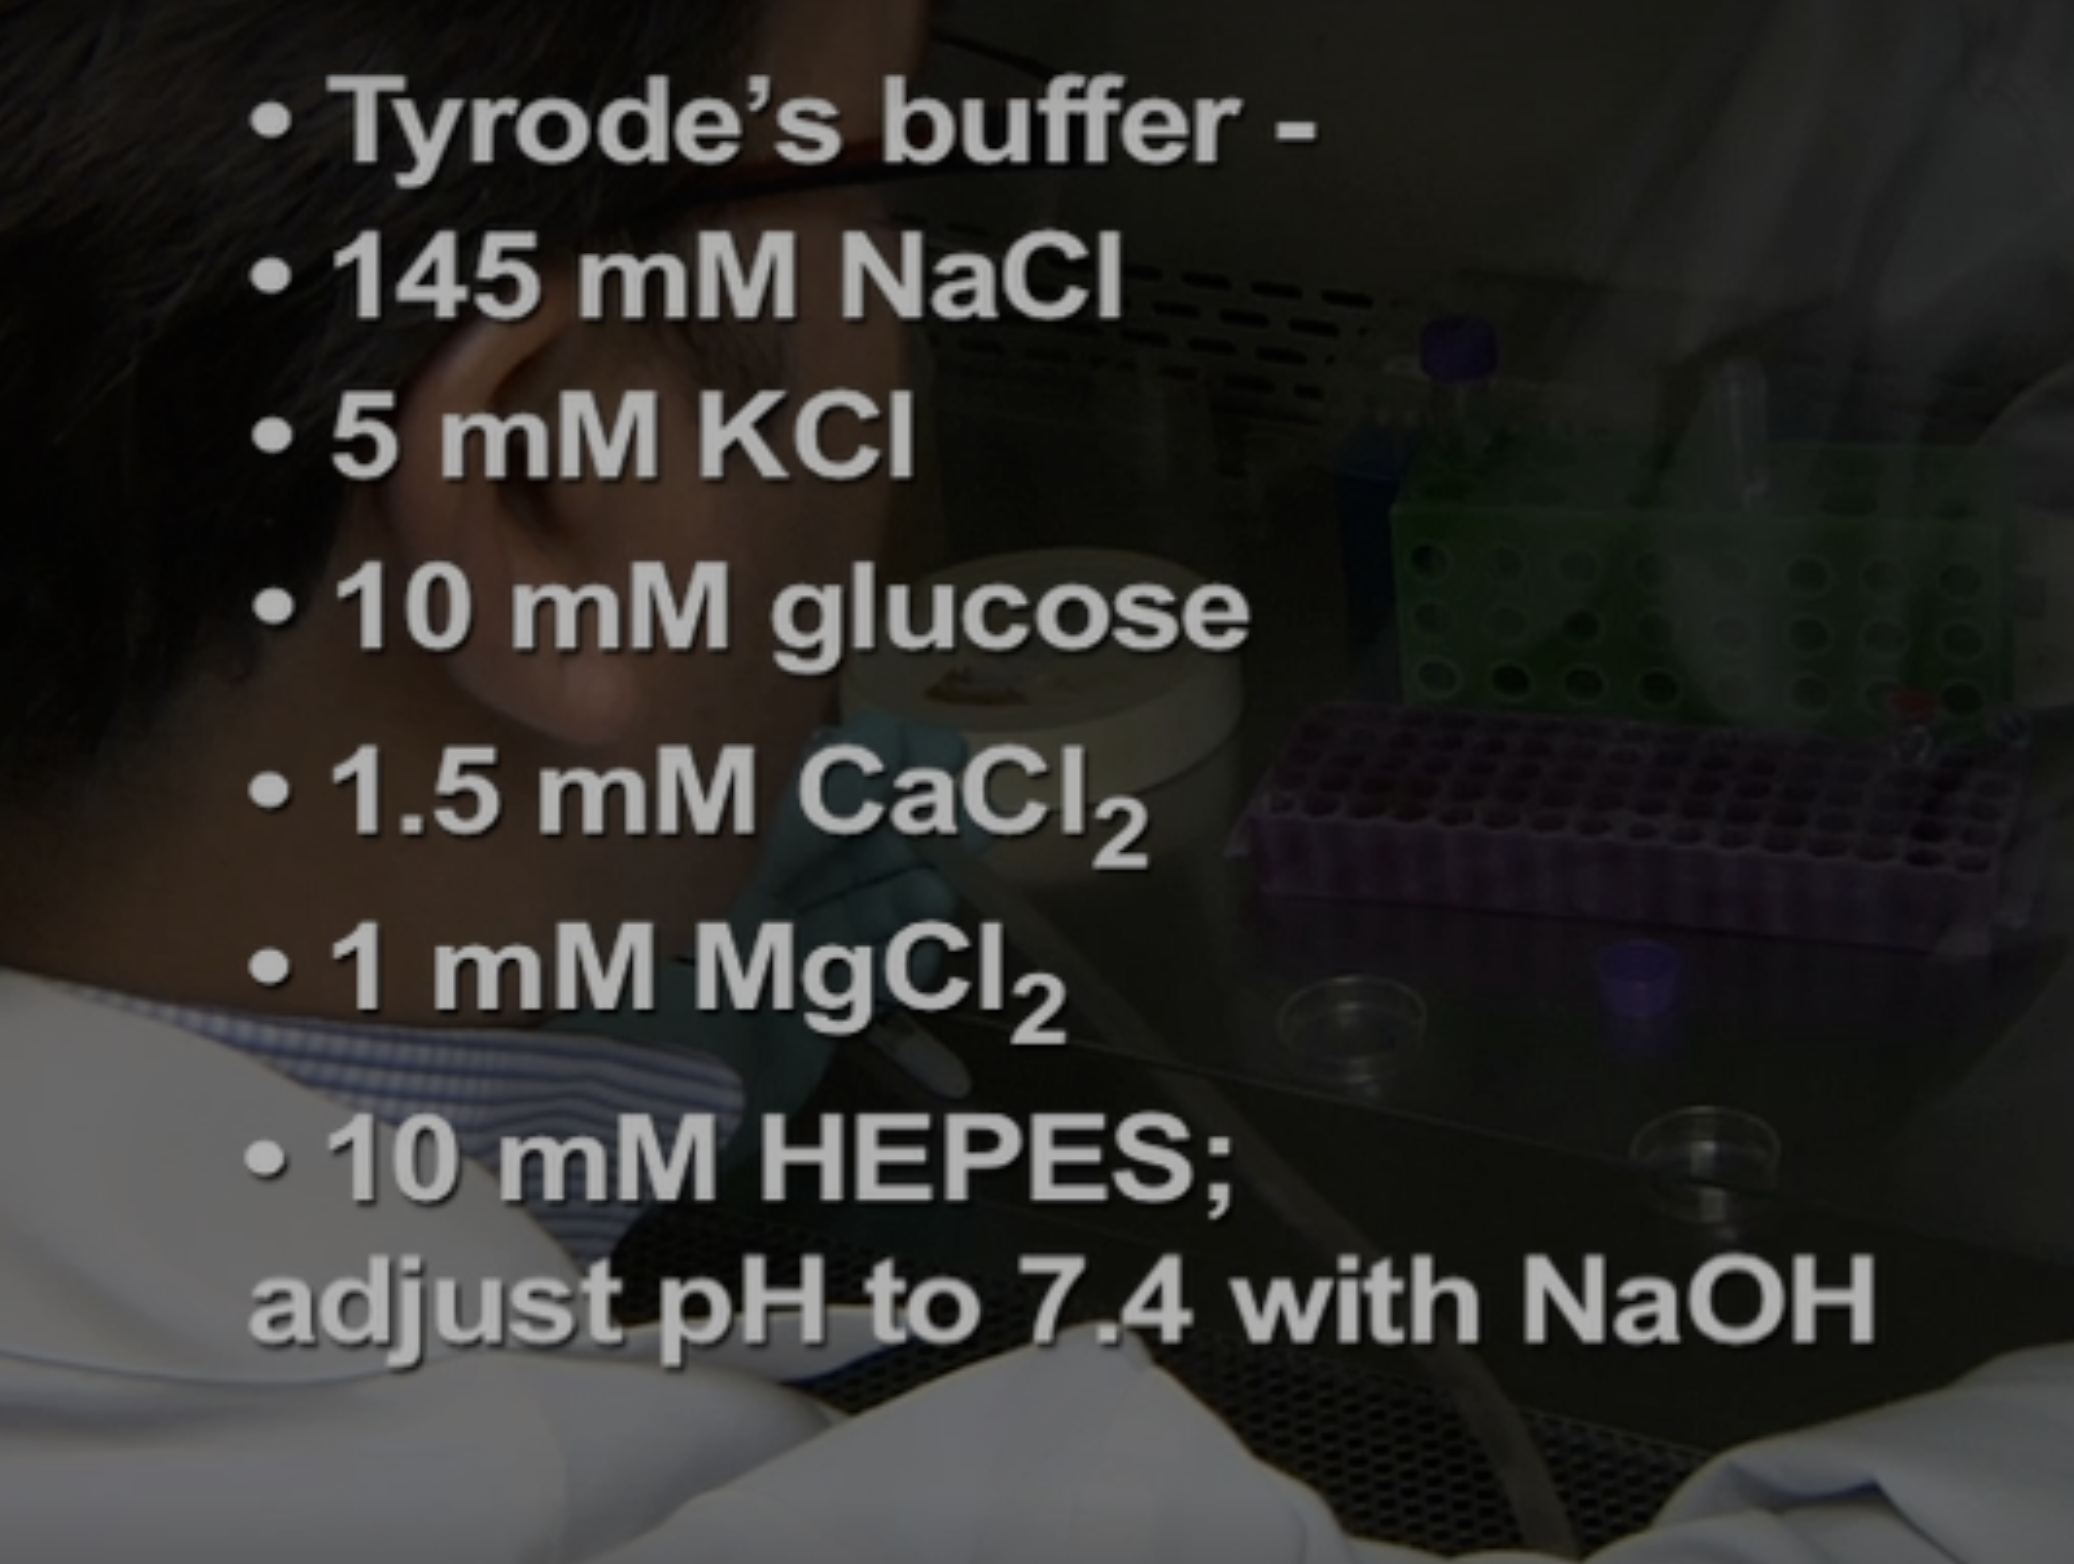 • Tyrode’s buffer -
• 145 mM NaCl
• 5 mM KCl
• 10 mM glucose
• 1.5 mM CaCl₂
• 1 mM MgCl₂
• 10 mM HEPES;
adjust pH to 7.4 with NaOH